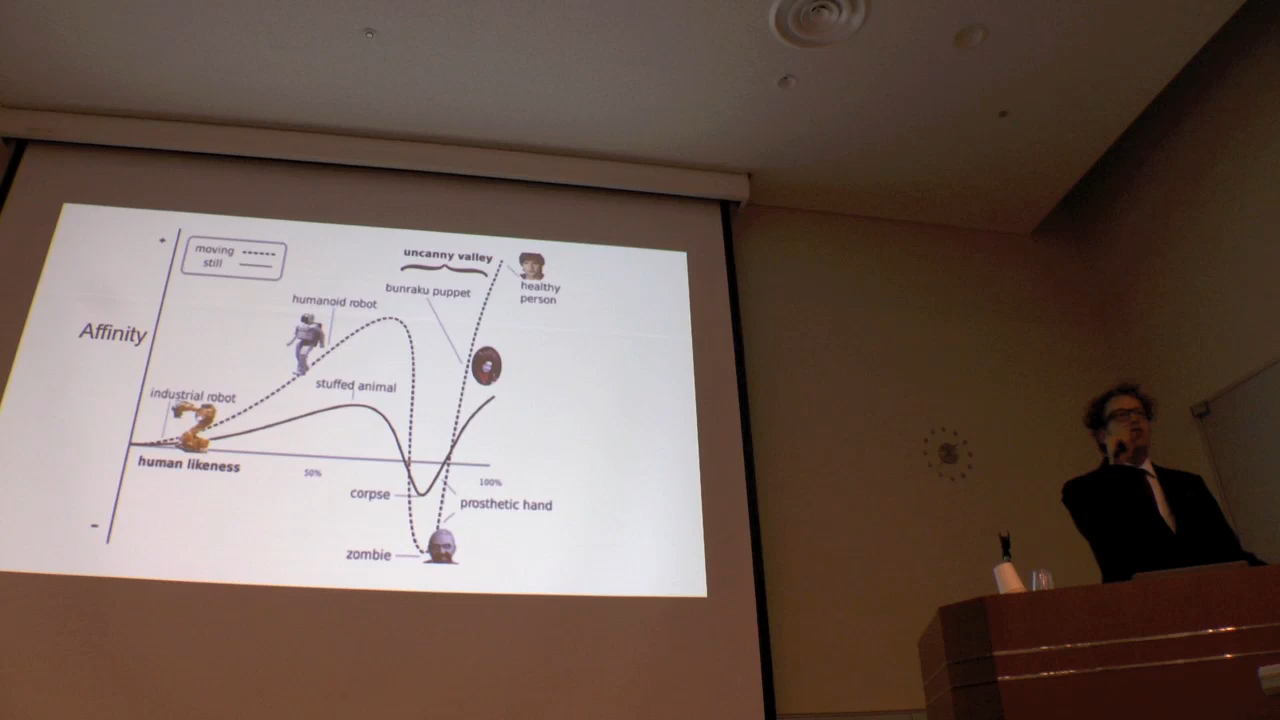 +
moving
still
uncanny valley
healthy
person
bunraku puppet
humanoid robot
Affinity
stuffed animal
industrial robot
human likeness
50%
100%
corpse
prosthetic hand
-
zombie